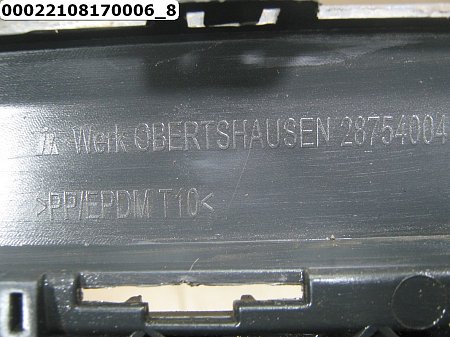 00022108170006_8
Werk OBERTSHAUSEN 28754004
>PP/EPDM T10<